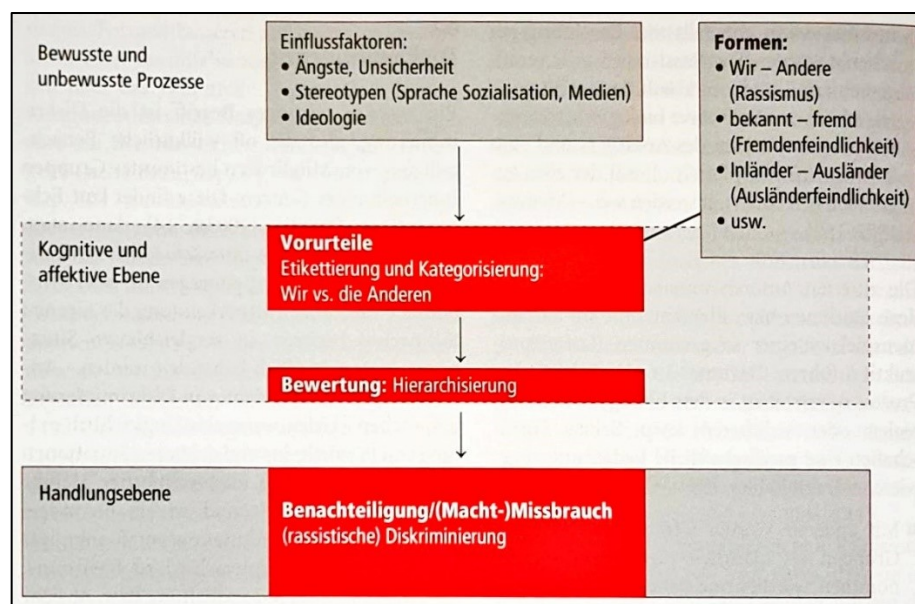 Bewusste und
unbewusste Prozesse
Einflussfaktoren:
• Ängste, Unsicherheit
• Stereotypen (Sprache Sozialisation, Medien)
• Ideologie
Formen:
• Wir – Andere
(Rassismus)
• bekannt – fremd
(Fremdenfeindlichkeit)
• Inländer – Ausländer
(Ausländerfeindlichkeit)
• usw.
Kognitive und
affektive Ebene
Vorurteile
Etikettierung und Kategorisierung:
Wir vs. die Anderen
Bewertung: Hierarchisierung
Handlungsebene
Benachteiligung/(Macht-)Missbrauch
(rassistische) Diskriminierung